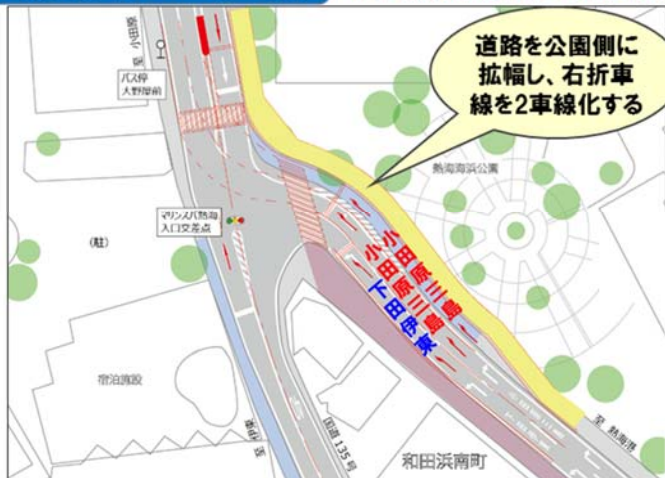 道路を公園側に
拡幅し、右折車
線を2車線化する
至 小田原
バス停
大野屋前
熱海海浜公園
マリンスパ熱海
入口交差点
(駐)
小田原三島
小田原三島
下田伊東
宿泊施設
至 伊東
国道135号
和田浜南町
至 熱海港